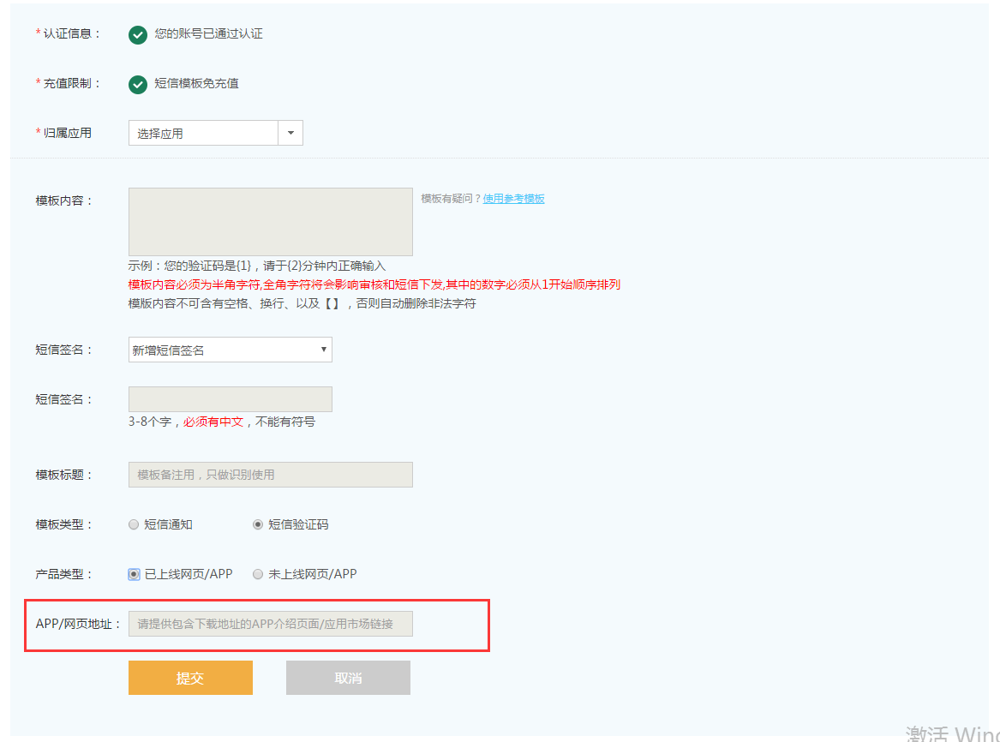 *认证信息： 您的账号已通过认证
*充值限制： 短信模板免充值
*归属应用 选择应用
模板内容： 模板有疑问？使用参考模板
示例：您的验证码是{1}，请于{2}分钟内正确输入
模板内容必须为半角字符,全角字符将会影响审核和短信下发,其中的数字必须从1开始顺序排列
模版内容不可含有空格、换行、以及【】，否则自动删除非法字符
短信签名： 新增短信签名
短信签名：
3-8个字，必须有中文，不能有符号
模板标题： 模板备注用，只做识别使用
模板类型： 短信通知 短信验证码
产品类型： 已上线网页/APP 未上线网页/APP
APP/网页地址： 请提供包含下载地址的APP介绍页面/应用市场链接
提交 取消
激活 Winc